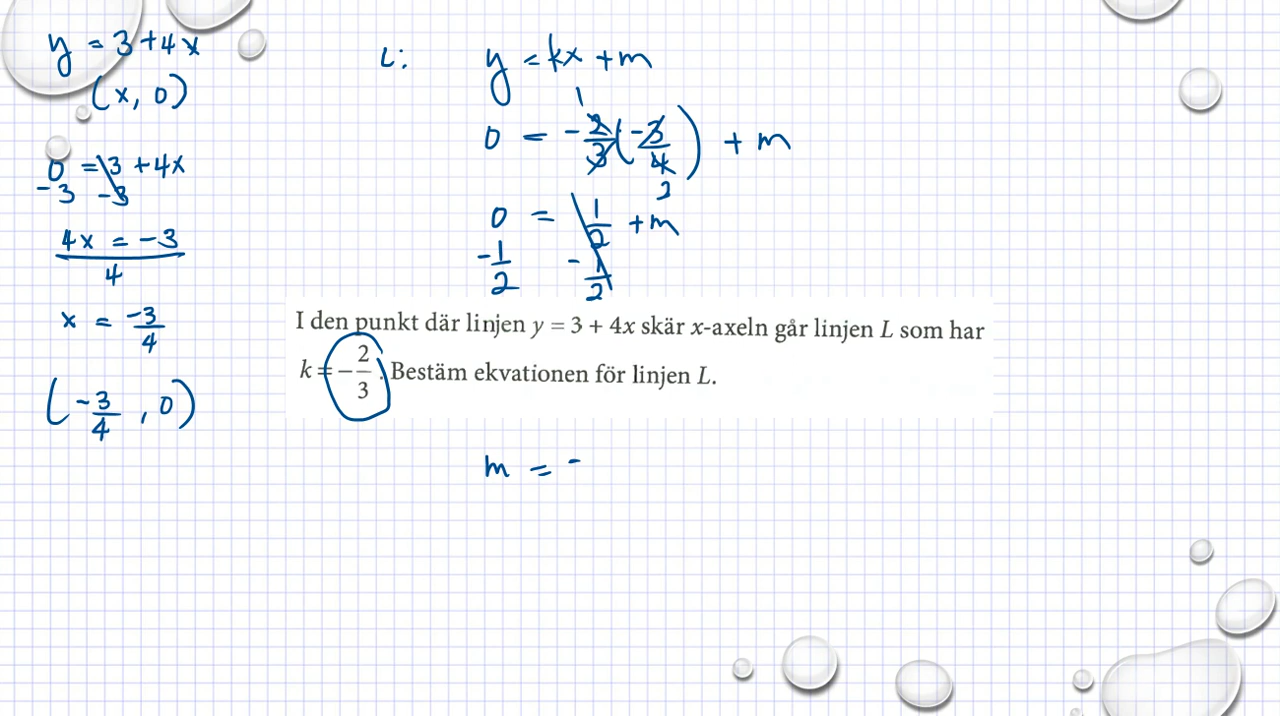 y = 3 + 4x
(x, 0)
0 = 3 + 4x
-3 -3
4x = -3
4
x = -3/4
(-3/4, 0)
L: y = kx + m
1
0 = -2/3(-3/4) + m
2
0 = 1/2 + m
-1/2 -1/2
I den punkt där linjen y = 3 + 4x skär x-axeln går linjen L som har
k = -2/3. Bestäm ekvationen för linjen L.
m = -